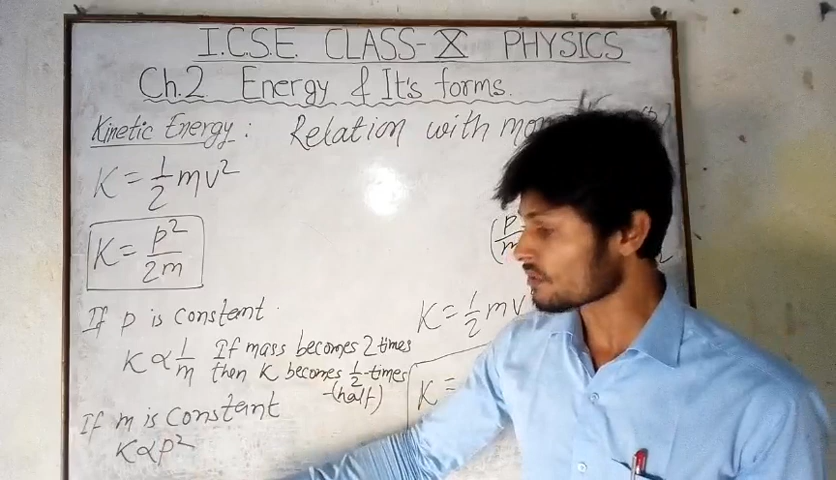 I.C.S.E. CLASS-X PHYSICS
Ch.2 Energy & It's forms.
Kinetic Energy : Relation with
K = 1/2 mv²
K = p²/2m
If p is constant
K ∝ 1/m If mass becomes 2 times
then K becomes 1/2-times
(half)
If m is constant
K ∝ p²
K = 1/2 mv
K =